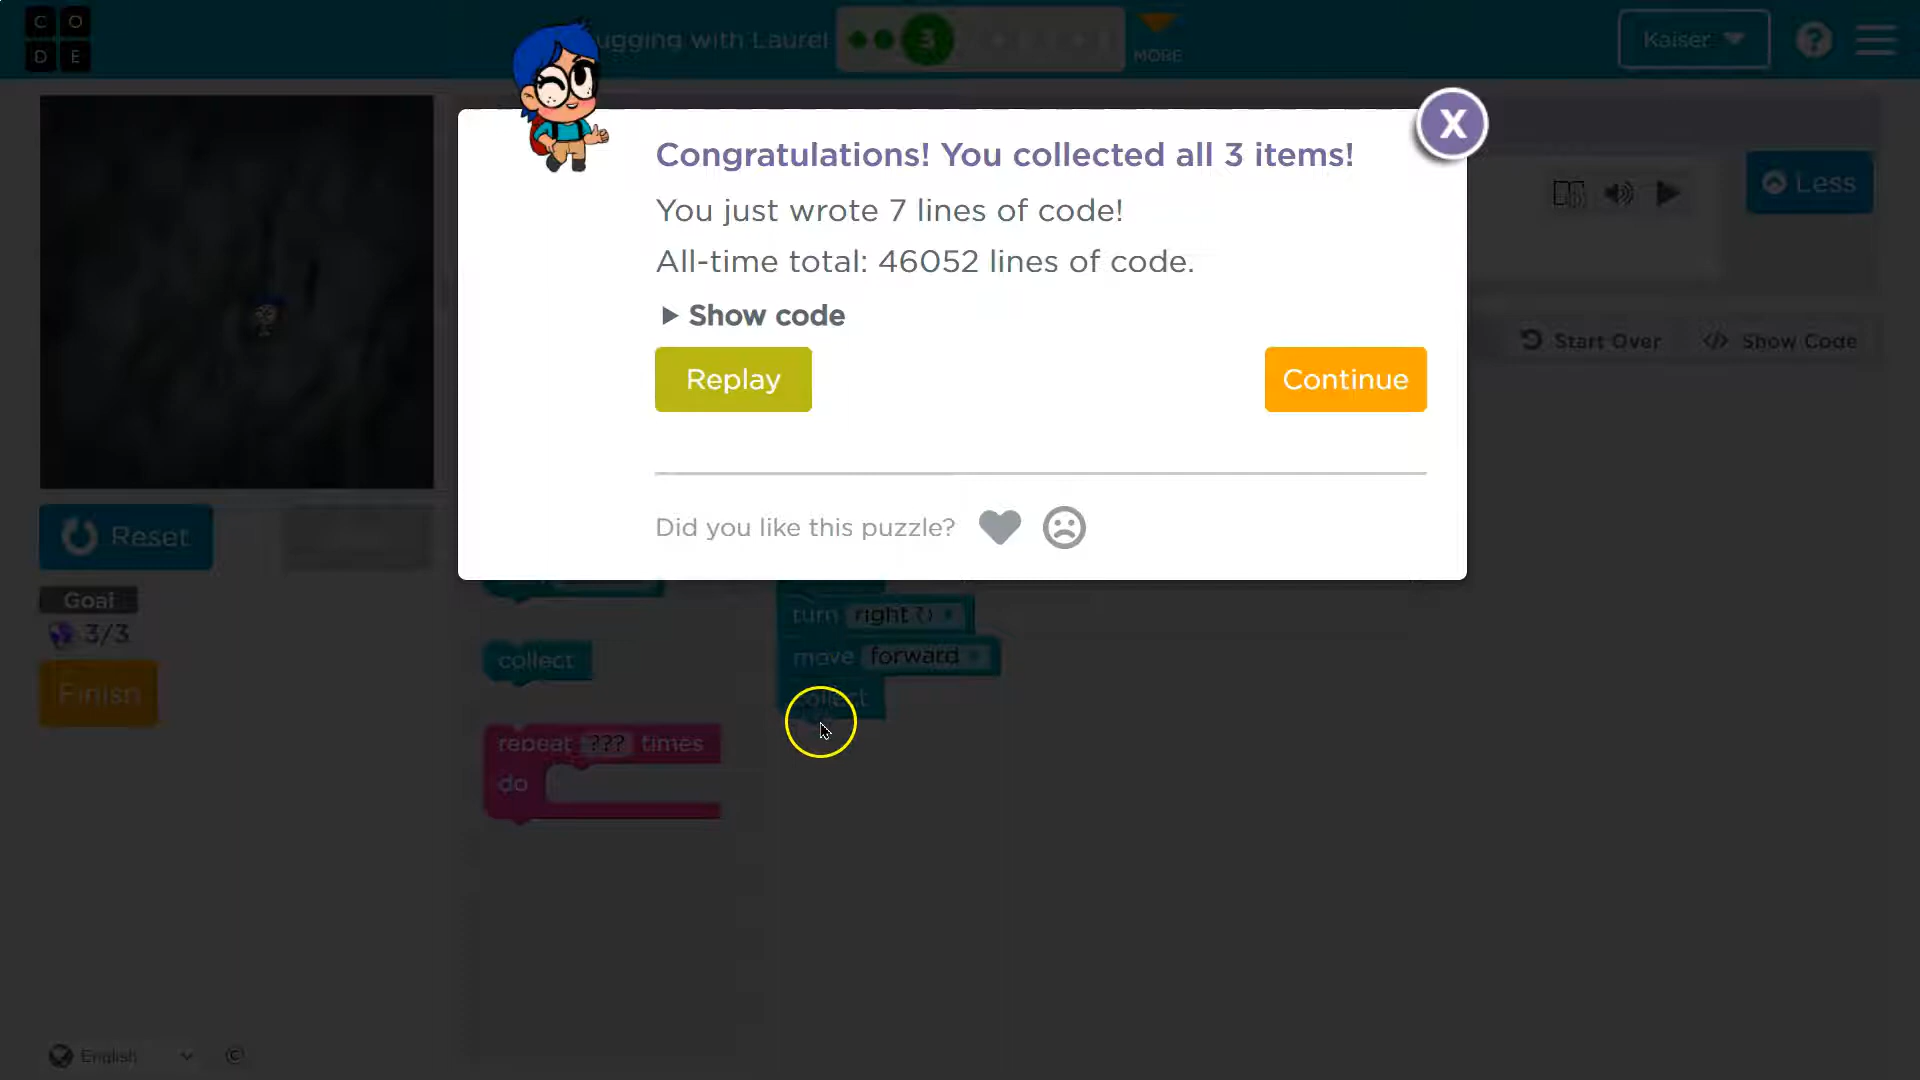 C O
D E
ugging with Laurel
3
MORE
Kaiser
?
X
Congratulations! You collected all 3 items!
You just wrote 7 lines of code!
All-time total: 46052 lines of code.
Less
Show code
Start Over
</> Show Code
Replay
Continue
Did you like this puzzle?
Reset
Goal
3/3
Finish
turn right
move forward
collect
collect
repeat ??? times
do
English
©